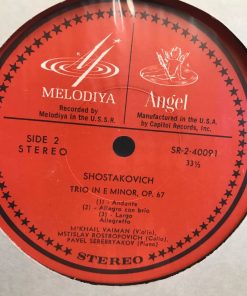 MELODIYA
Recorded by
Melodiya in the U.S.S.R.
Angel
Manufactured in the U.S.A.
by Capitol Records, Inc.
SIDE 2
STEREO
SR-2-40091
33⅓
SHOSTAKOVICH
TRIO IN E MINOR, OP. 67
(1) - Andante
(2) - Allegro con brio
(3) - Largo
Allegretto
MIKHAIL VAIMAN (Violin)
MSTISLAV ROSTROPOVICH (Cello)
PAVEL SEREBRYAKOV (Piano)
STEREO